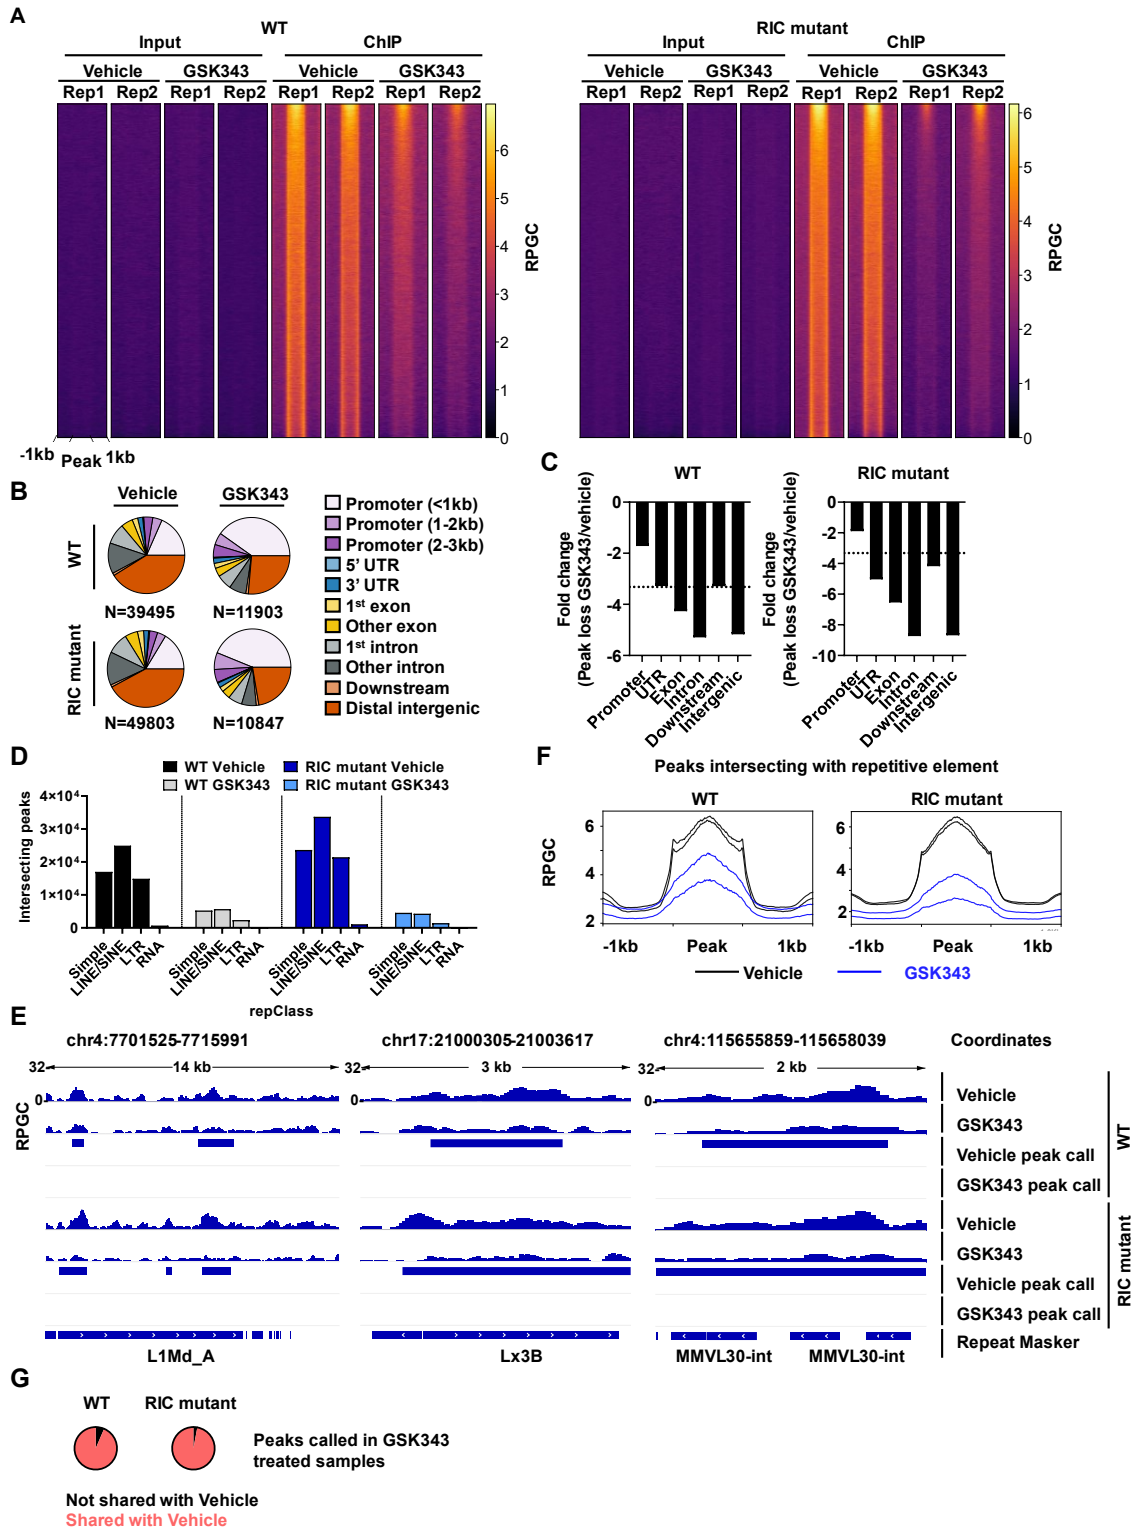 A
WT
RIC mutant
Input
ChIP
Input
ChIP
Vehicle
GSK343
Vehicle
GSK343
Vehicle
GSK343
Vehicle
GSK343
Rep1 Rep2 Rep1 Rep2 Rep1 Rep2 Rep1 Rep2
Rep1 Rep2 Rep1 Rep2 Rep1 Rep2 Rep1 Rep2
6
5
4
3
2
1
0
RPGC
6
5
4
3
2
1
0
RPGC
-1kb Peak 1kb
B
Vehicle
GSK343
WT
N=39495
N=11903
RIC mutant
N=49803
N=10847
Promoter (<1kb)
Promoter (1-2kb)
Promoter (2-3kb)
5' UTR
3' UTR
1st exon
Other exon
1st intron
Other intron
Downstream
Distal intergenic
C
WT
Fold change
(Peak loss GSK343/vehicle)
0
-2
-4
-6
Promoter
UTR
Exon
Intron
Downstream
Intergenic
RIC mutant
Fold change
(Peak loss GSK343/vehicle)
0
-2
-4
-6
-8
-10
Promoter
UTR
Exon
Intron
Downstream
Intergenic
D
WT Vehicle
RIC mutant Vehicle
WT GSK343
RIC mutant GSK343
Intersecting peaks
4×10⁴
3×10⁴
2×10⁴
1×10⁴
0
Simple
LINE/SINE
LTR
RNA
Simple
LINE/SINE
LTR
RNA
Simple
LINE/SINE
LTR
RNA
Simple
LINE/SINE
LTR
RNA
repClass
F
Peaks intersecting with repetitive element
WT
RIC mutant
RPGC
6
4
2
6
4
2
-1kb Peak 1kb
-1kb Peak 1kb
Vehicle
GSK343
E
chr4:7701525-7715991
chr17:21000305-21003617
chr4:115655859-115658039
Coordinates
32
14 kb
32
3 kb
32
2 kb
0
0
0
RPGC
Vehicle
GSK343
Vehicle peak call
GSK343 peak call
WT
Vehicle
GSK343
Vehicle peak call
GSK343 peak call
RIC mutant
Repeat Masker
L1Md_A
Lx3B
MMVL30-int
MMVL30-int
G
WT
RIC mutant
Peaks called in GSK343
treated samples
Not shared with Vehicle
Shared with Vehicle